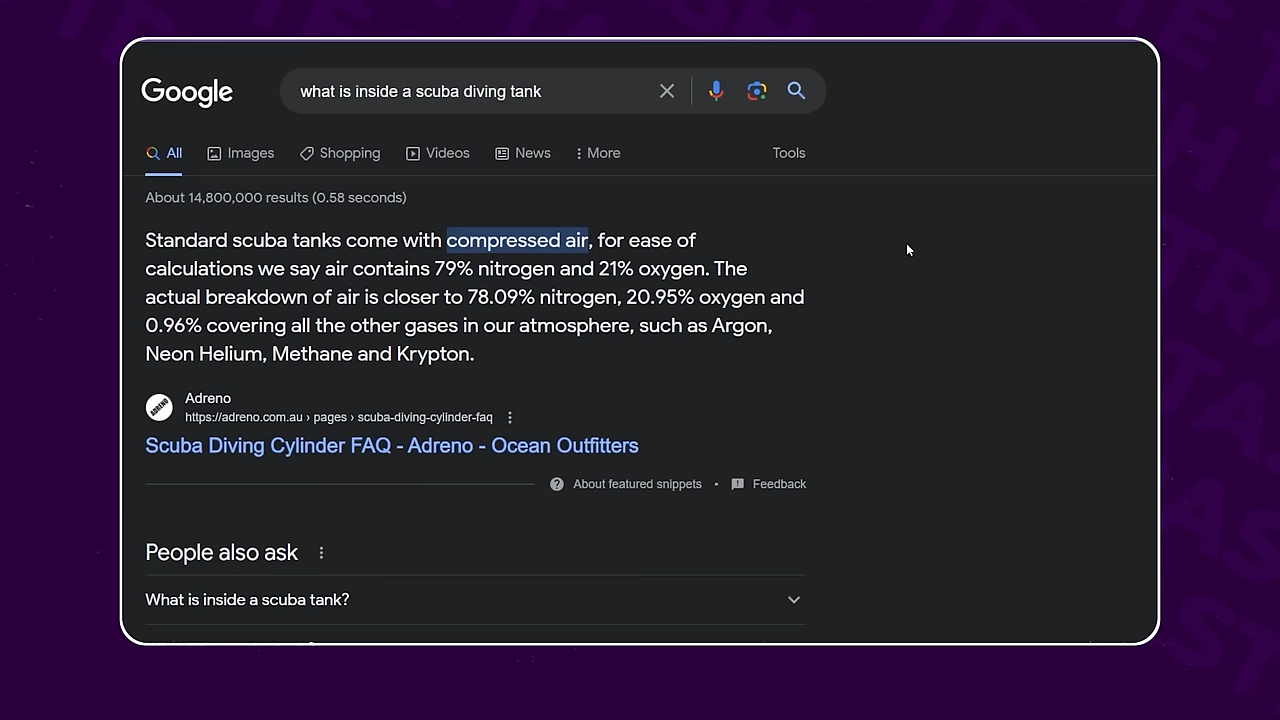 Google
what is inside a scuba diving tank
All Images Shopping Videos News More Tools
About 14,800,000 results (0.58 seconds)
Standard scuba tanks come with compressed air, for ease of
calculations we say air contains 79% nitrogen and 21% oxygen. The
actual breakdown of air is closer to 78.09% nitrogen, 20.95% oxygen and
0.96% covering all the other gases in our atmosphere, such as Argon,
Neon Helium, Methane and Krypton.
ADRENO
Adreno
https://adreno.com.au › pages › scuba-diving-cylinder-faq
Scuba Diving Cylinder FAQ - Adreno - Ocean Outfitters
About featured snippets • Feedback
People also ask
What is inside a scuba tank?